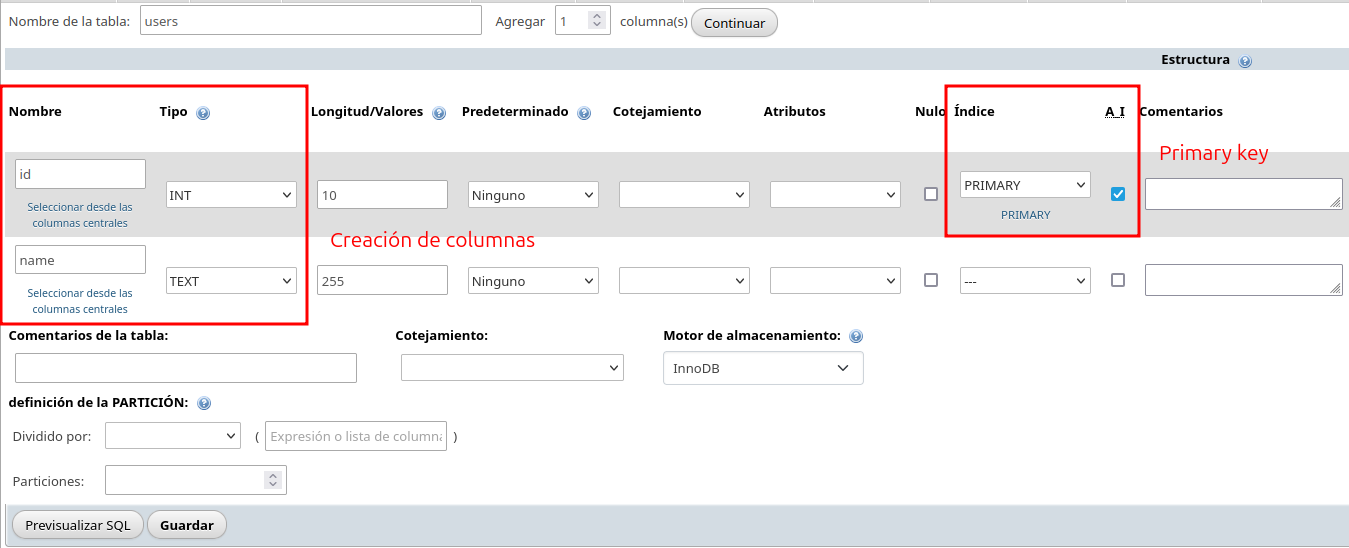 Nombre de la tabla: users Agregar 1 columna(s) Continuar
Estructura
Nombre Tipo Longitud/Valores Predeterminado Cotejamiento Atributos Nulo Índice A_I Comentarios
Primary key
id INT 10 Ninguno PRIMARY
Seleccionar desde las
columnas centrales
PRIMARY
Creación de columnas
name TEXT 255 Ninguno ---
Seleccionar desde las
columnas centrales
Comentarios de la tabla: Cotejamiento: Motor de almacenamiento:
InnoDB
definición de la PARTICIÓN:
Dividido por: ( Expresión o lista de column )
Particiones:
Previsualizar SQL Guardar